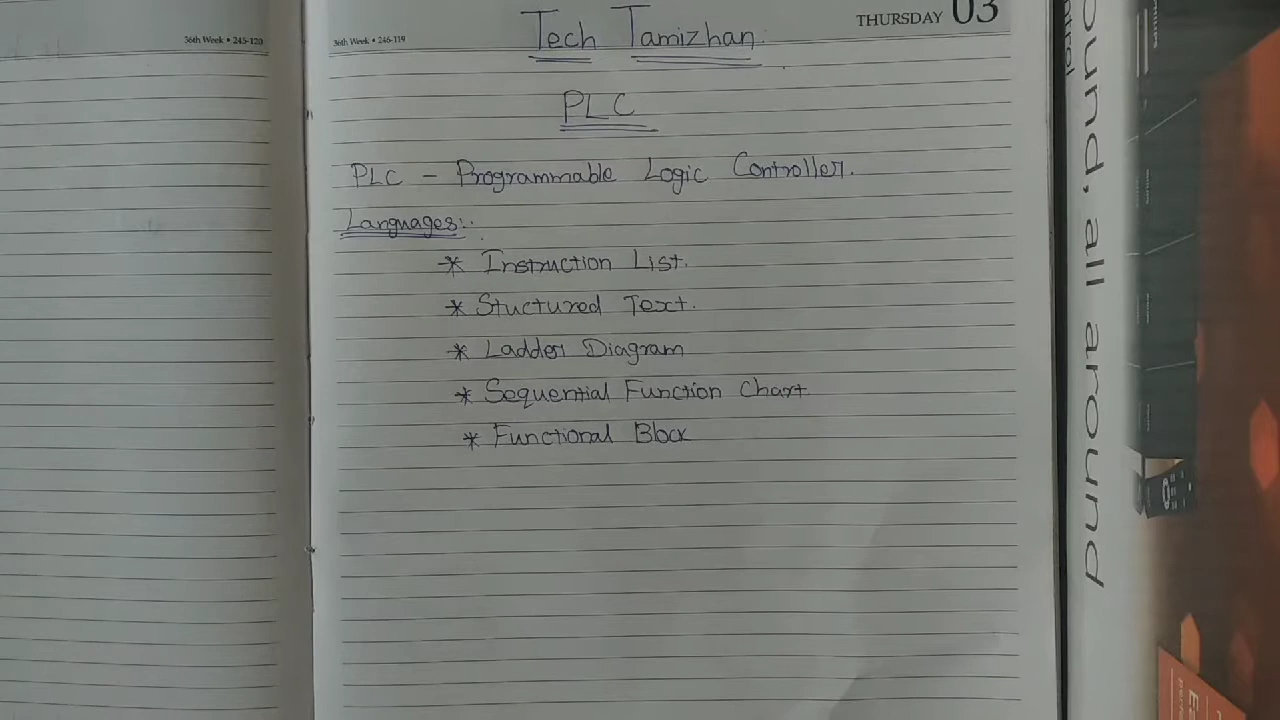 36th Week • 245-120
36th Week • 246-119
THURSDAY 03
Tech Tamizhan
PLC
PLC - Programmable Logic Controller.
Languages:.
* Instruction List.
* Stuctured Text.
* Ladder Diagram
* Sequential Function Chart
* Functional Block
ound, all around